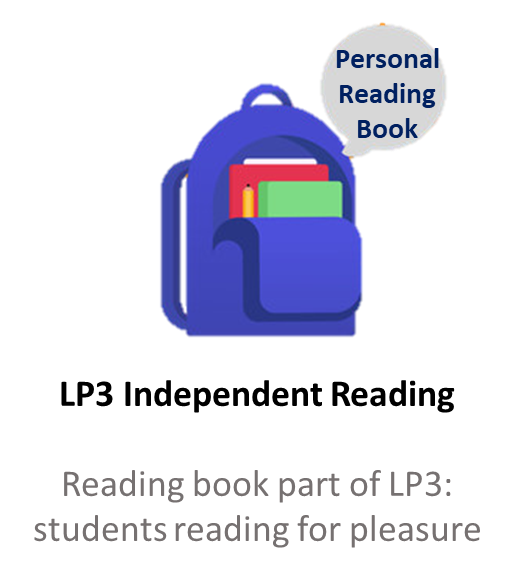 Personal
Reading
Book
LP3 Independent Reading
Reading book part of LP3:
students reading for pleasure